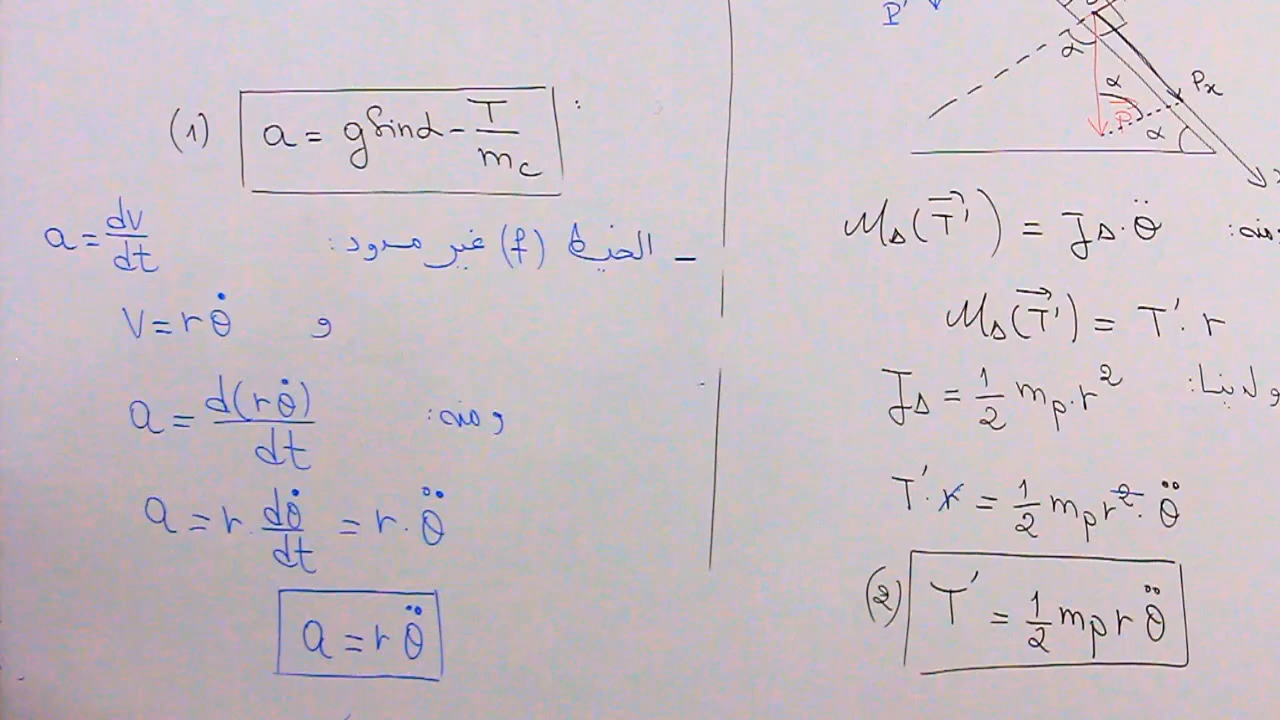 (1) a = g sinα - T/m_c
_ الخيط (f) غير ممدود: a = dv/dt
و v = rθ̇
ومنه: a = d(rθ̇)/dt
a = r. dθ̇/dt = r.θ̈
a = rθ̈
P'
α
α
P⃗
α
P_x
ومنه: M_Δ(T⃗') = J_Δ.θ̈
M_Δ(T⃗') = T'. r
ولدينا: J_Δ = 1/2 m_p.r²
T'.r = 1/2 m_p r².θ̈
(2) T' = 1/2 m_p r θ̈